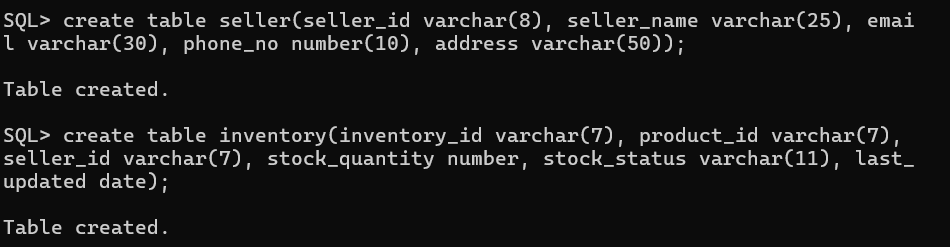 SQL> create table seller(seller_id varchar(8), seller_name varchar(25), emai
l varchar(30), phone_no number(10), address varchar(50));
Table created.
SQL> create table inventory(inventory_id varchar(7), product_id varchar(7),
seller_id varchar(7), stock_quantity number, stock_status varchar(11), last_
updated date);
Table created.